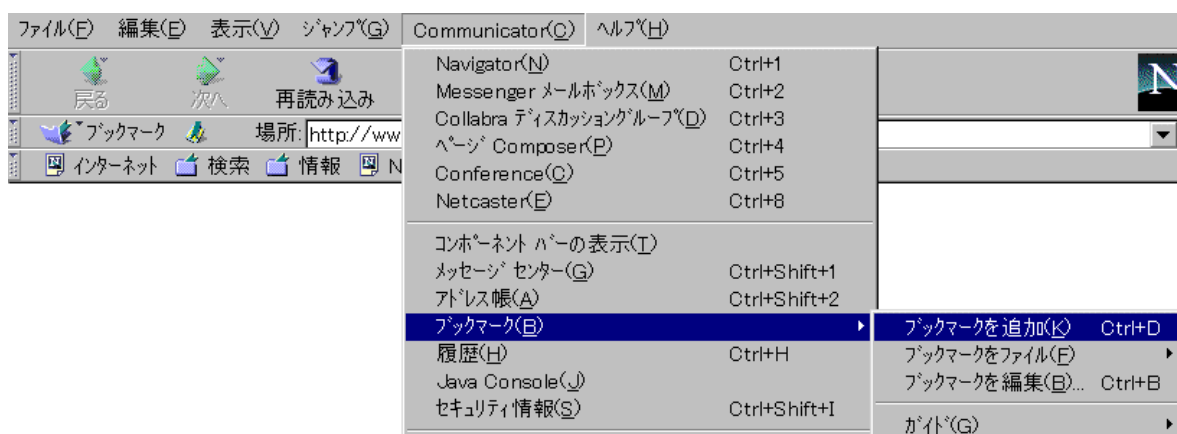 ﾌｧｲﾙ(F) 編集(E) 表示(V) ｼﾞｬﾝﾌﾟ(G) Communicator(C) ﾍﾙﾌﾟ(H)
戻る 次へ 再読み込み
N
ﾌﾞｯｸﾏｰｸ 場所: http://ww
ｲﾝﾀｰﾈｯﾄ 検索 情報 N
Navigator(N) Ctrl+1
Messenger ﾒｰﾙﾎﾞｯｸｽ(M) Ctrl+2
Collabra ﾃﾞｨｽｶｯｼｮﾝｸﾞﾙｰﾌﾟ(D) Ctrl+3
ﾍﾟｰｼﾞ Composer(P) Ctrl+4
Conference(C) Ctrl+5
Netcaster(E) Ctrl+8
ｺﾝﾎﾟｰﾈﾝﾄ ﾊﾞｰの表示(T)
ﾒｯｾｰｼﾞ ｾﾝﾀｰ(G) Ctrl+Shift+1
ｱﾄﾞﾚｽ帳(A) Ctrl+Shift+2
ﾌﾞｯｸﾏｰｸ(B)
履歴(H) Ctrl+H
Java Console(J)
ｾｷｭﾘﾃｨ情報(S) Ctrl+Shift+I
ﾌﾞｯｸﾏｰｸを追加(K) Ctrl+D
ﾌﾞｯｸﾏｰｸをﾌｧｲﾙ(F)
ﾌﾞｯｸﾏｰｸを編集(B)... Ctrl+B
ｶﾞｲﾄﾞ(G)